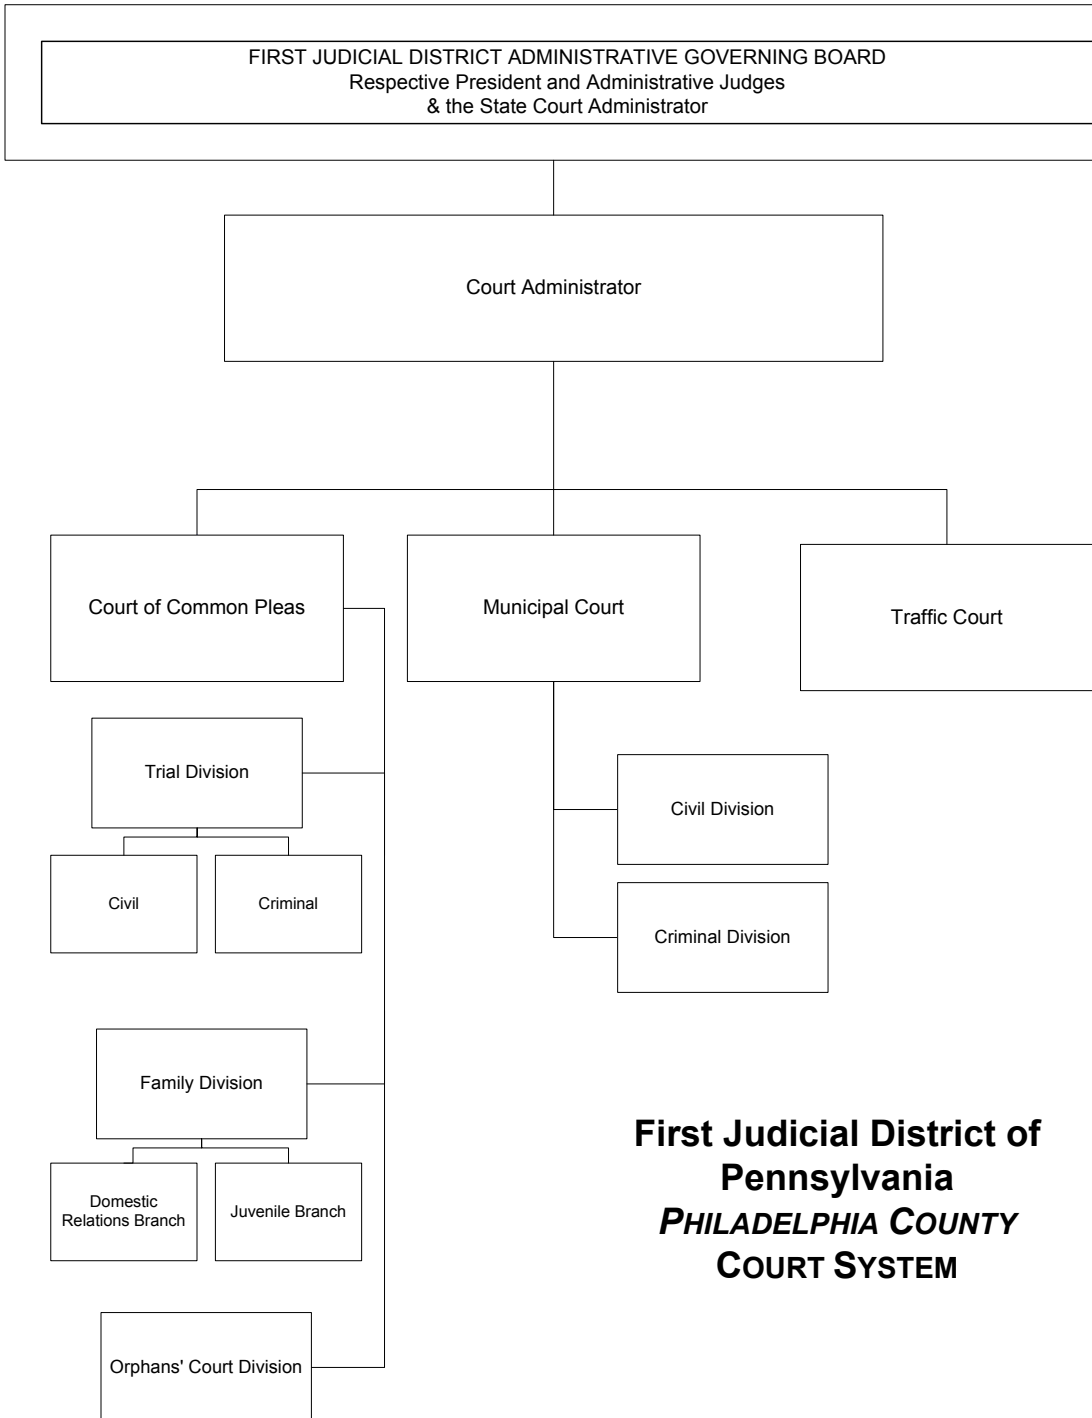 FIRST JUDICIAL DISTRICT ADMINISTRATIVE GOVERNING BOARD
Respective President and Administrative Judges
& the State Court Administrator
Court Administrator
Court of Common Pleas
Municipal Court
Traffic Court
Trial Division
Civil
Criminal
Civil Division
Criminal Division
Family Division
Domestic
Relations Branch
Juvenile Branch
Orphans' Court Division
First Judicial District of
Pennsylvania
PHILADELPHIA COUNTY
COURT SYSTEM